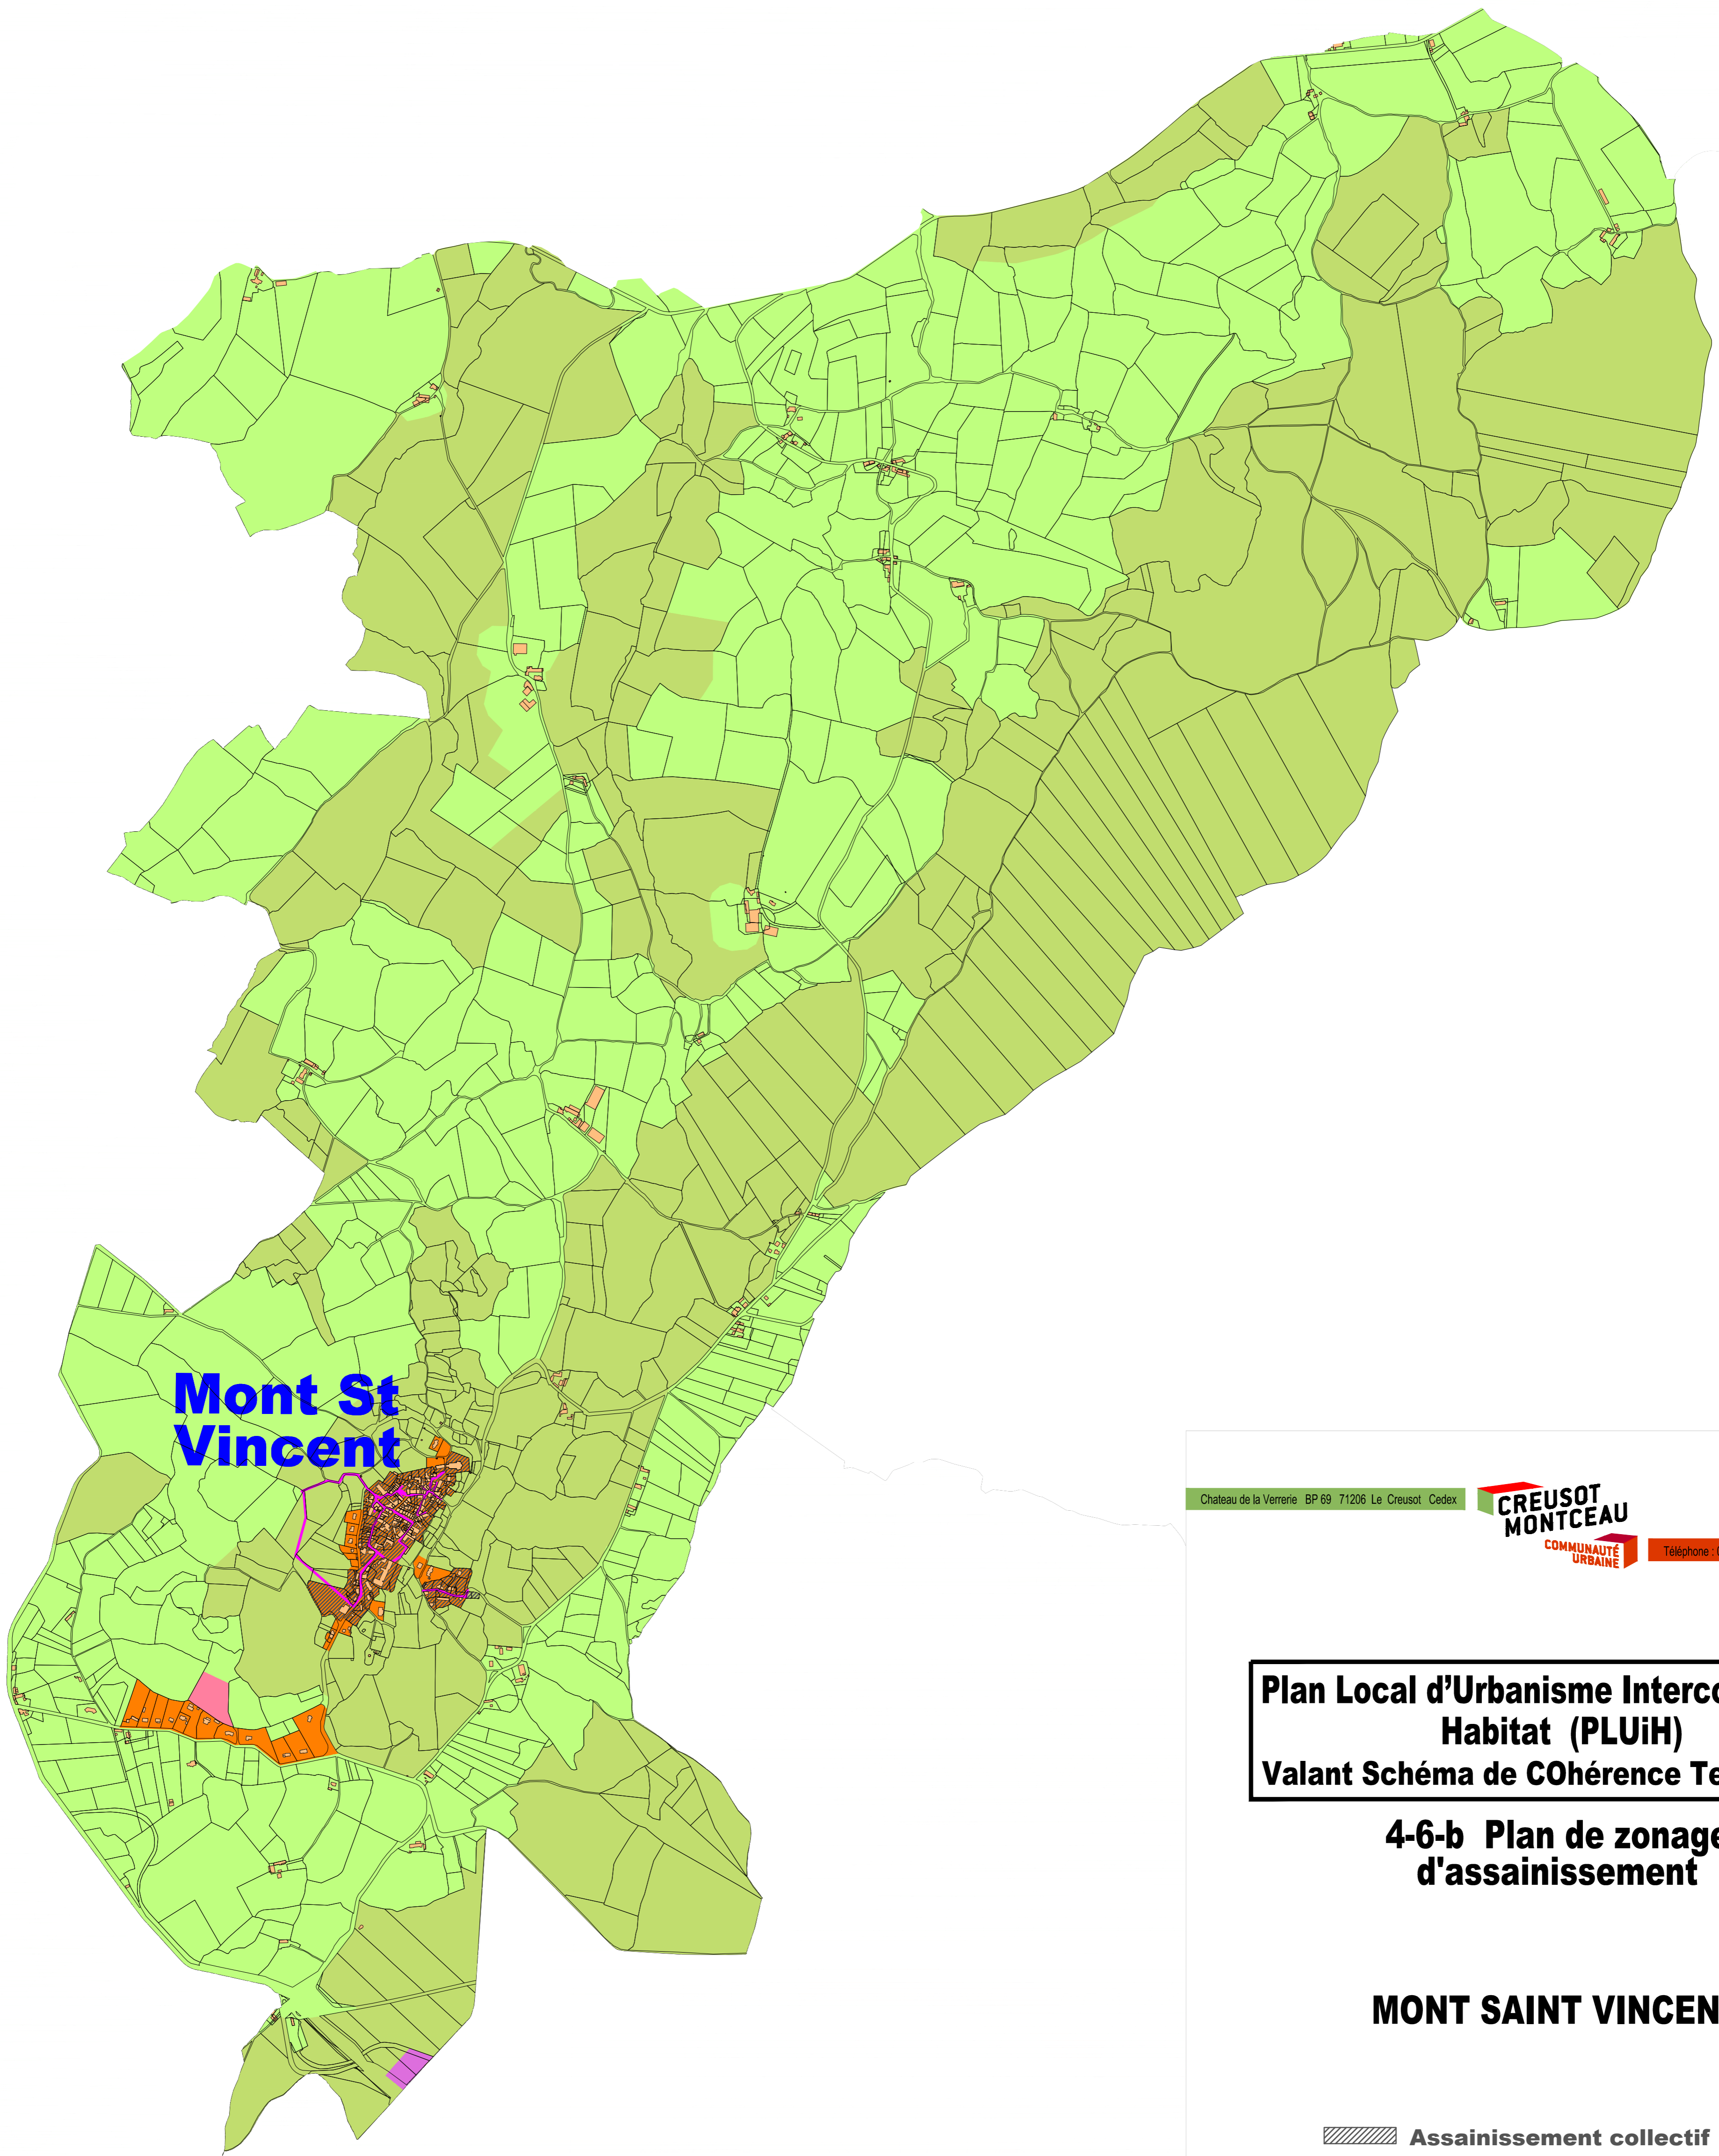 Mont St
Vincent
Chateau de la Verrerie BP 69 71206 Le Creusot Cedex
CREUSOT
MONTCEAU
COMMUNAUTÉ
URBAINE
Téléphone :
Plan Local d'Urbanisme Interco
Habitat (PLUiH)
Valant Schéma de COhérence Te
4-6-b Plan de zonage
d'assainissement
MONT SAINT VINCEN
Assainissement collectif